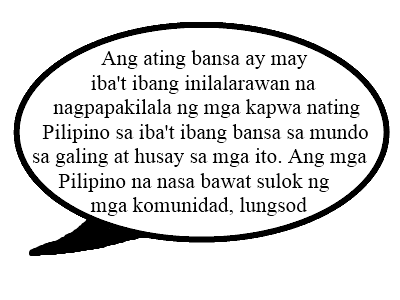 Ang ating bansa ay may
iba't ibang inilalarawan na
nagpapakilala ng mga kapwa nating
Pilipino sa iba't ibang bansa sa mundo
sa galing at husay sa mga ito. Ang mga
Pilipino na nasa bawat sulok ng
mga komunidad, lungsod